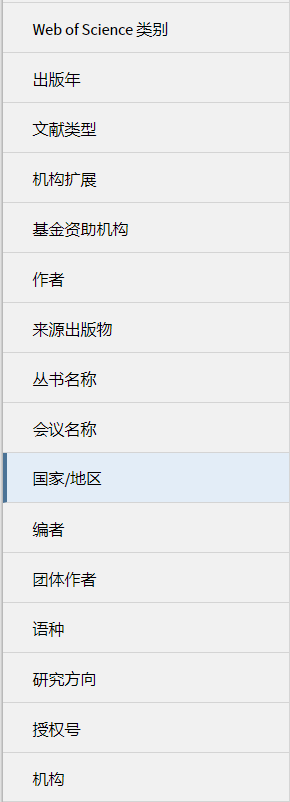 Web of Science 类别
出版年
文献类型
机构扩展
基金资助机构
作者
来源出版物
丛书名称
会议名称
国家/地区
编者
团体作者
语种
研究方向
授权号
机构